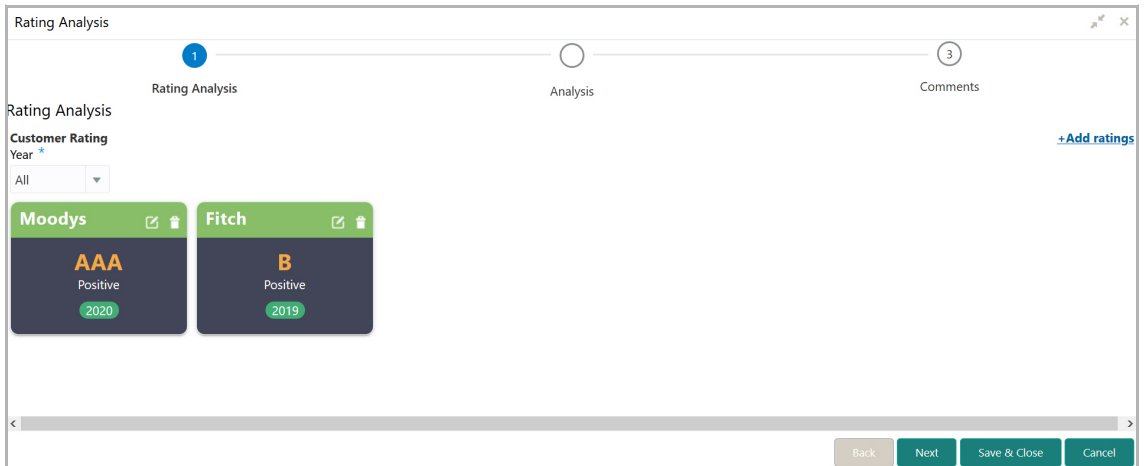 Rating Analysis
1
3
Rating Analysis
Analysis
Comments
Rating Analysis
Customer Rating
+Add ratings
Year *
All
Moodys
Fitch
AAA
B
Positive
Positive
2020
2019
Back
Next
Save & Close
Cancel